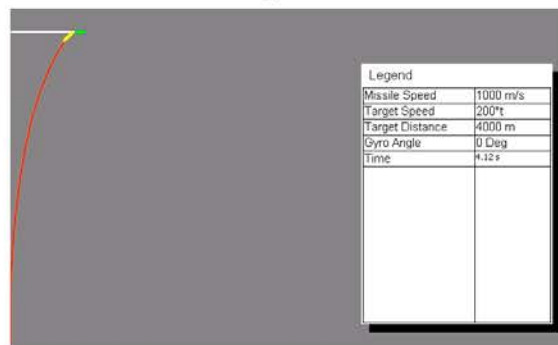 Legend
Missile Speed 1000 m/s
Target Speed 200*t
Target Distance 4000 m
Gyro Angle 0 Deg
Time 4.12 s